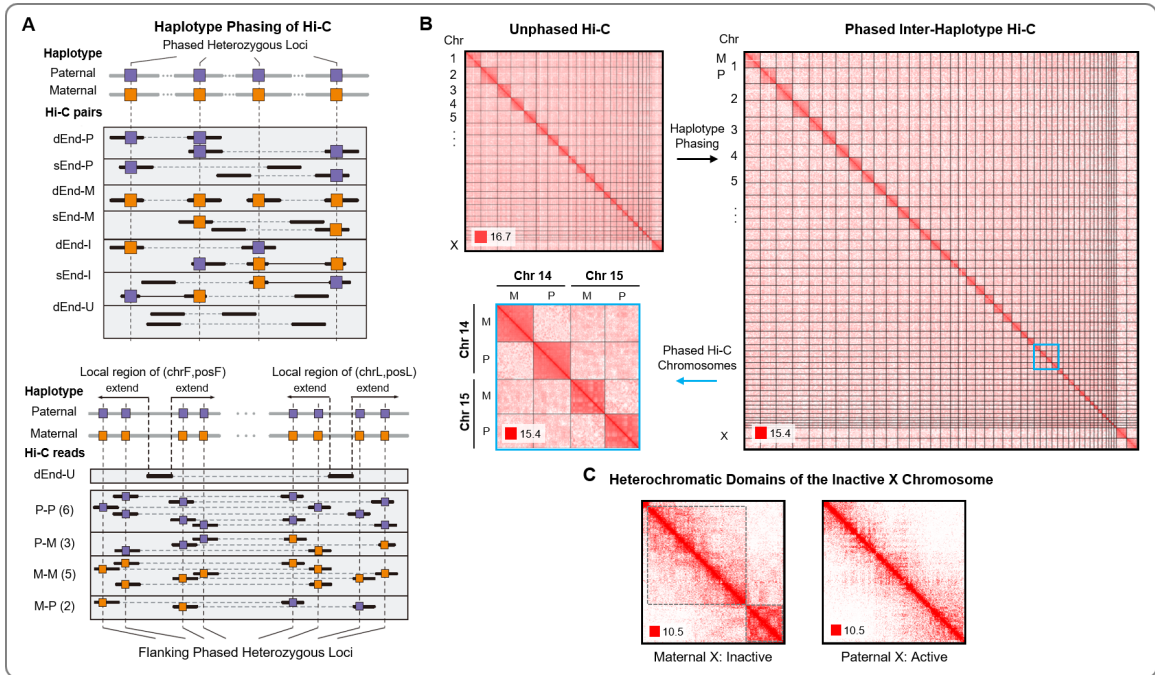 A
Haplotype Phasing of Hi-C
Phased Heterozygous Loci
Haplotype
Paternal
Maternal
Hi-C pairs
dEnd-P
sEnd-P
dEnd-M
sEnd-M
dEnd-I
sEnd-I
dEnd-U
Local region of (chrF,posF)
Local region of (chrL,posL)
extend
extend
extend
extend
Haplotype
Paternal
Maternal
Hi-C reads
dEnd-U
P-P (6)
P-M (3)
M-M (5)
M-P (2)
Flanking Phased Heterozygous Loci
B
Unphased Hi-C
Chr
1
2
3
4
5
X
16.7
Haplotype
Phasing
Phased Inter-Haplotype Hi-C
Chr
M
P
1
2
3
4
5
X
15.4
Phased Hi-C
Chromosomes
Chr 14
Chr 15
M
P
M
P
Chr 14
Chr 15
M
P
M
P
15.4
C
Heterochromatic Domains of the Inactive X Chromosome
10.5
Maternal X: Inactive
10.5
Paternal X: Active